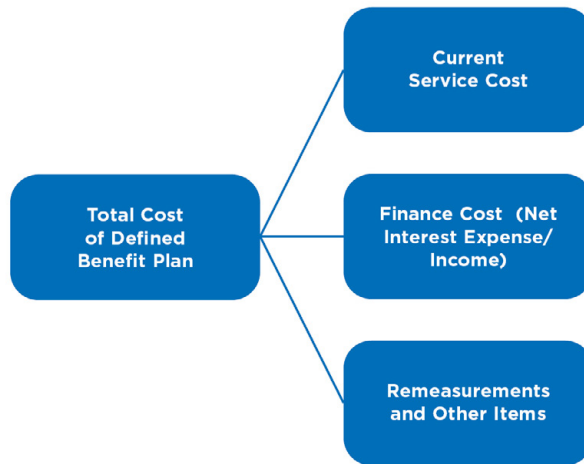 Current
Service Cost
Total Cost
of Defined
Benefit Plan
Finance Cost (Net
Interest Expense/
Income)
Remeasurements
and Other Items